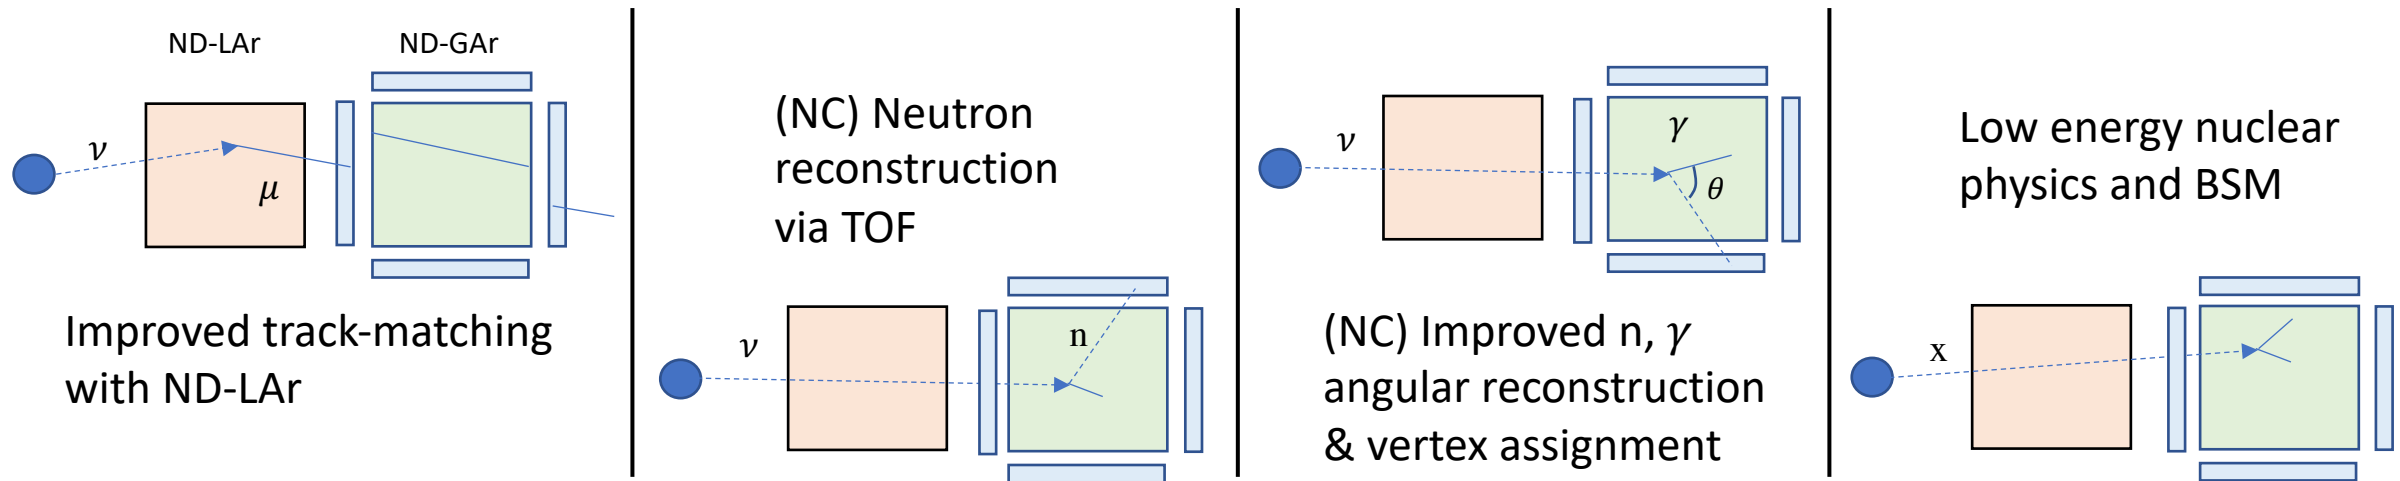 ND-LAr
ND-GAr
ν
μ
Improved track-matching
with ND-LAr
(NC) Neutron
reconstruction
via TOF
ν
n
ν
γ
θ
(NC) Improved n, γ
angular reconstruction
& vertex assignment
Low energy nuclear
physics and BSM
x